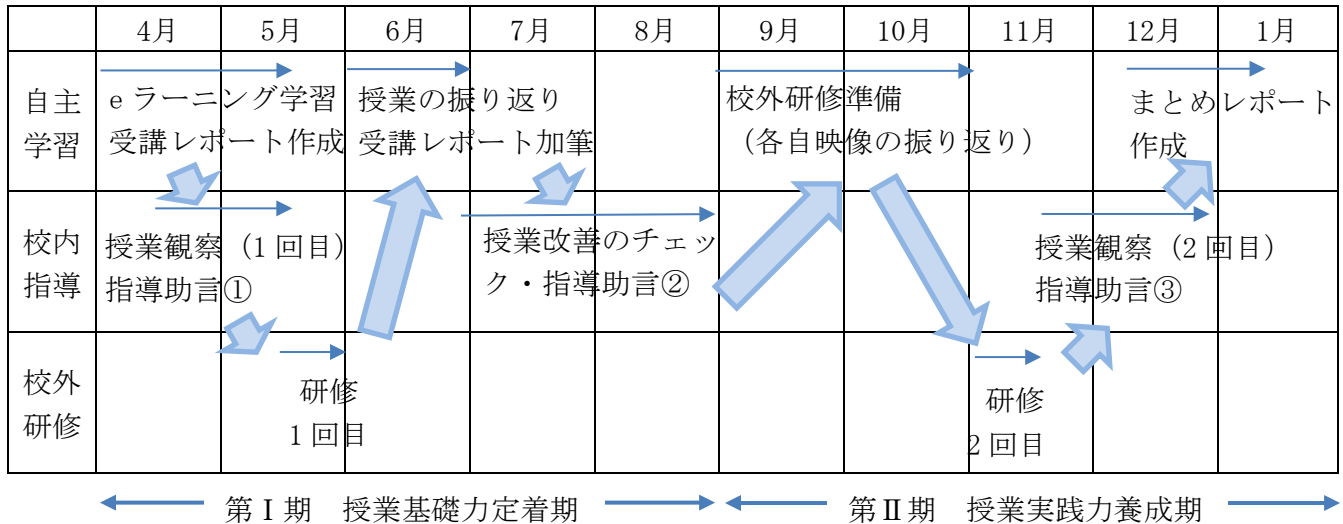 4月 5月 6月 7月 8月 9月 10月 11月 12月 1月
自主
学習
eラーニング学習
受講レポート作成
授業の振り返り
受講レポート加筆
校外研修準備
（各自映像の振り返り）
まとめレポート
作成
校内
指導
授業観察（1回目）
指導助言①
授業改善のチェッ
ク・指導助言②
授業観察（2回目）
指導助言③
校外
研修
研修
1回目
研修
2回目
第Ⅰ期　授業基礎力定着期
第Ⅱ期　授業実践力養成期